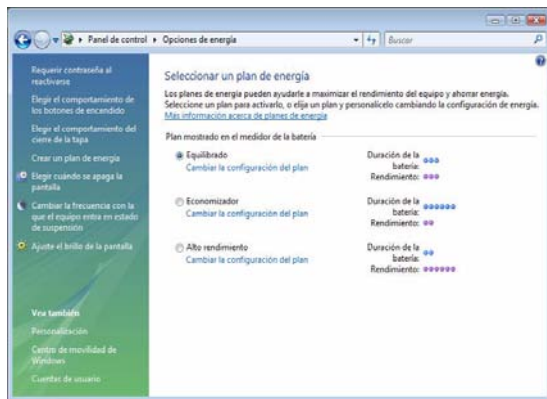 Panel de control ▸ Opciones de energía
Buscar
Requerir contraseña al
reactivarse
Elegir el comportamiento de
los botones de encendido
Elegir el comportamiento del
cierre de la tapa
Crear un plan de energía
Elegir cuándo se apaga la
pantalla
Cambiar la frecuencia con la
que el equipo entra en estado
de suspensión
Ajuste el brillo de la pantalla
Vea también
Personalización
Centro de movilidad de
Windows
Cuentas de usuario
Seleccionar un plan de energía
Los planes de energía pueden ayudarle a maximizar el rendimiento del equipo y ahorrar energía.
Seleccione un plan para activarlo, o elija un plan y personalícelo cambiando la configuración de energía.
Más información acerca de planes de energía
Plan mostrado en el medidor de la batería
Equilibrado
Cambiar la configuración del plan
Duración de la
batería:
Rendimiento:
Economizador
Cambiar la configuración del plan
Duración de la
batería:
Rendimiento:
Alto rendimiento
Cambiar la configuración del plan
Duración de la
batería:
Rendimiento: